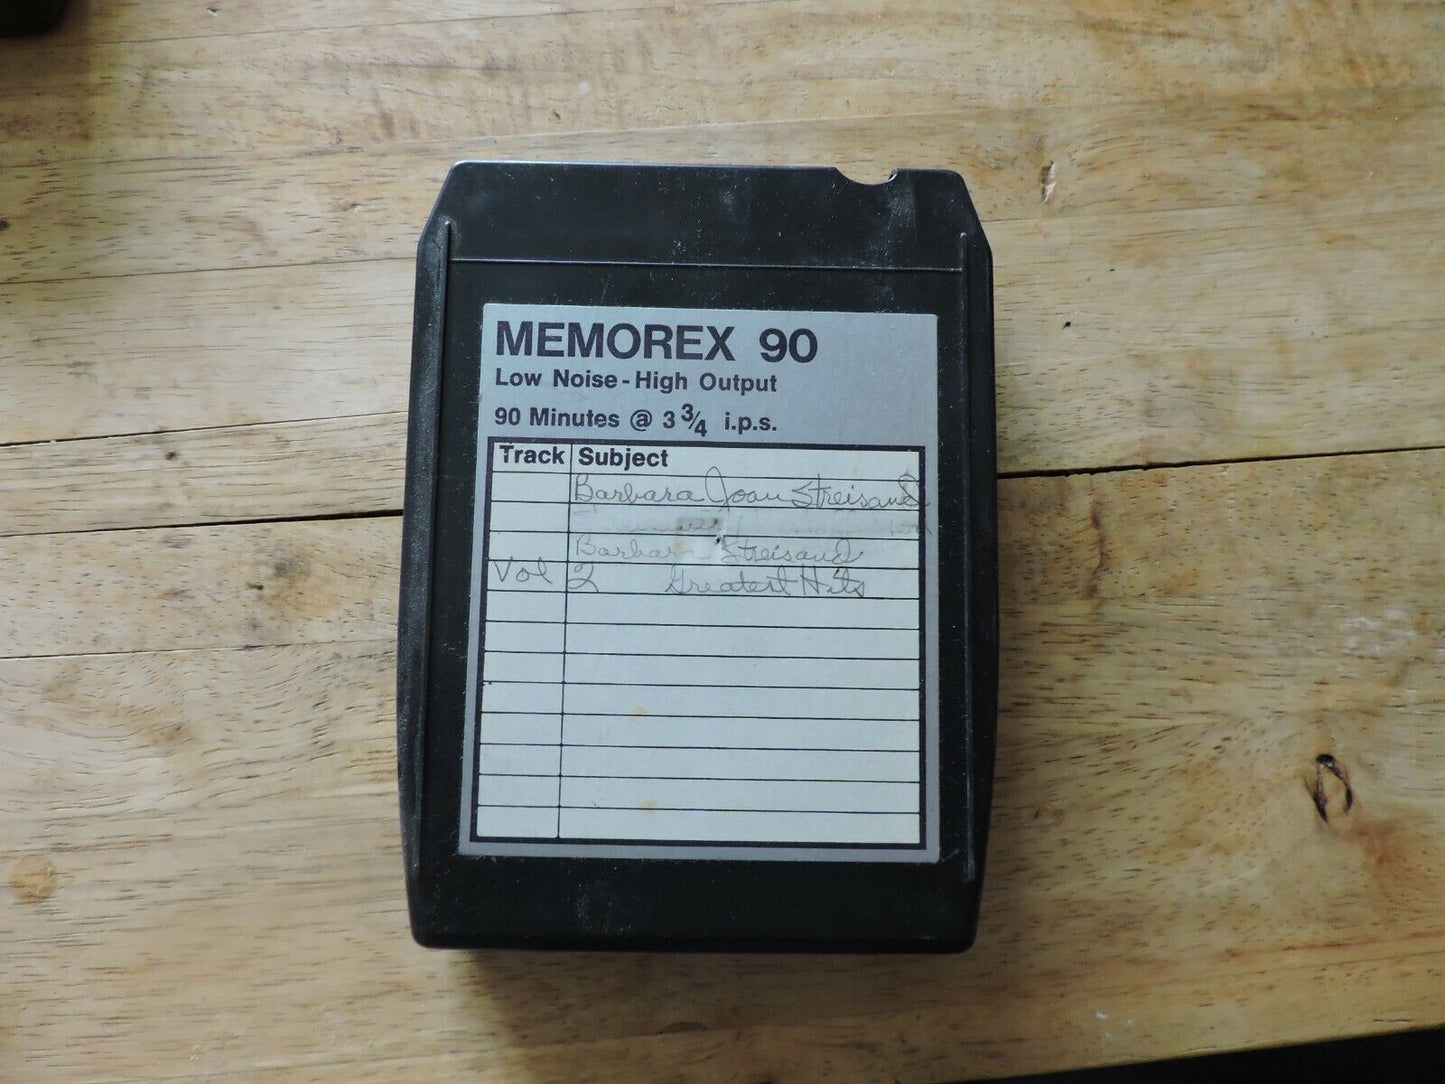 MEMOREX 90
Low Noise - High Output
90 Minutes @ 3 3/4 i.p.s.
Track Subject
Barbara Joan Streisand
Barbara Streisand
Vol 2 Greatest Hits